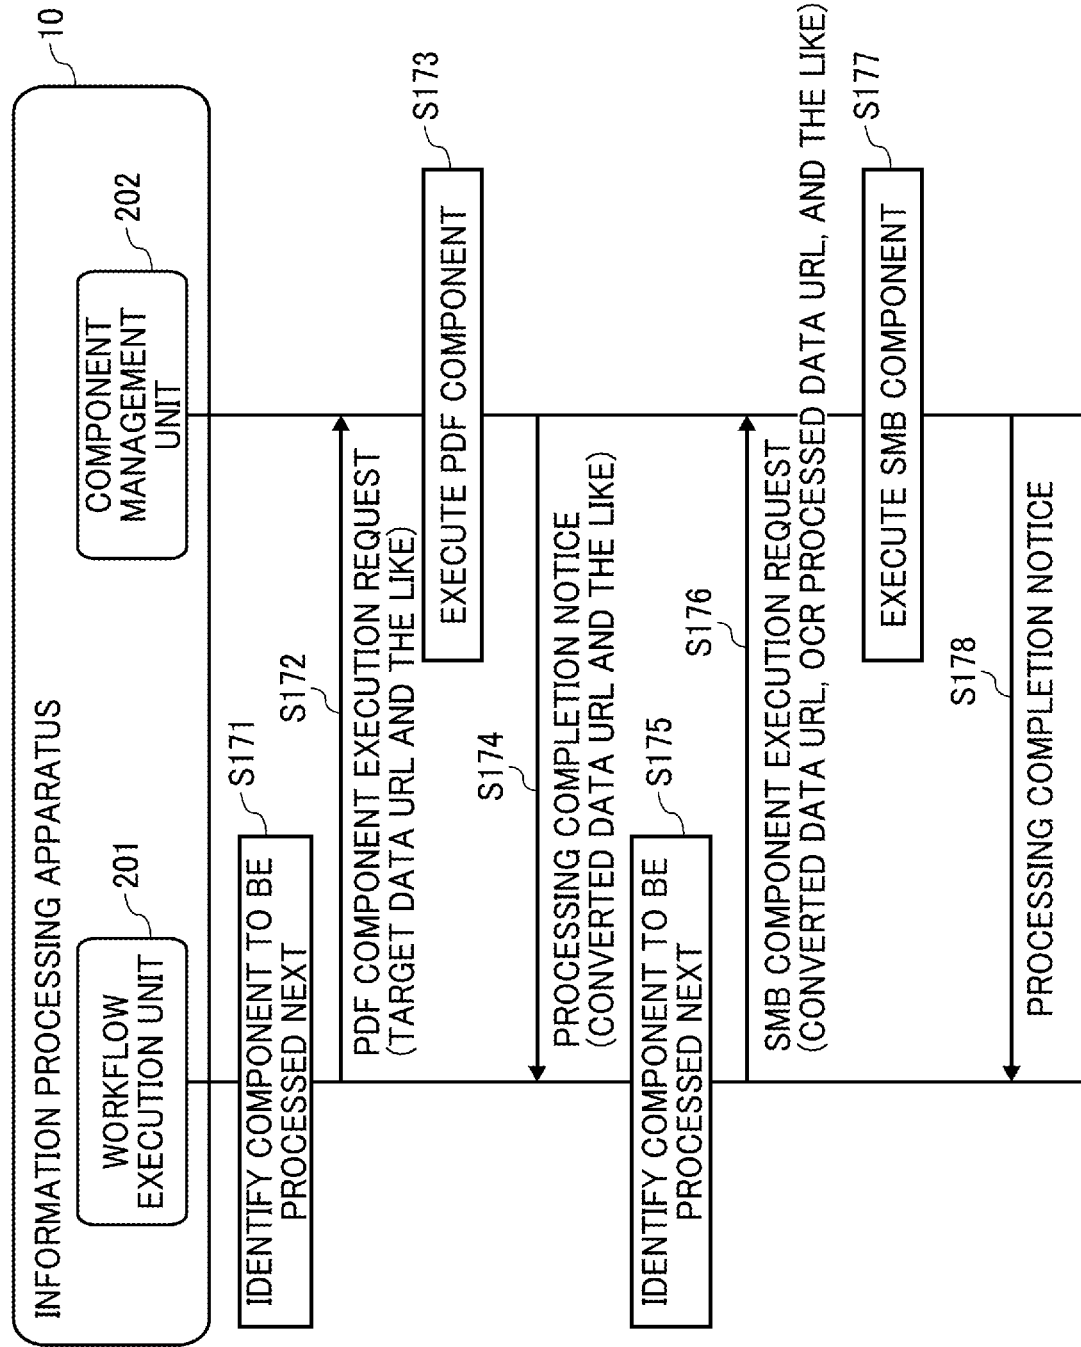 INFORMATION PROCESSING APPARATUS
10
WORKFLOW
EXECUTION UNIT
201
COMPONENT
MANAGEMENT
UNIT
202
IDENTIFY COMPONENT TO BE
PROCESSED NEXT
S171
S172
PDF COMPONENT EXECUTION REQUEST
(TARGET DATA URL AND THE LIKE)
EXECUTE PDF COMPONENT
S173
S174
PROCESSING COMPLETION NOTICE
(CONVERTED DATA URL AND THE LIKE)
IDENTIFY COMPONENT TO BE
PROCESSED NEXT
S175
S176
SMB COMPONENT EXECUTION REQUEST
(CONVERTED DATA URL, OCR PROCESSED DATA URL, AND THE LIKE)
EXECUTE SMB COMPONENT
S177
S178
PROCESSING COMPLETION NOTICE